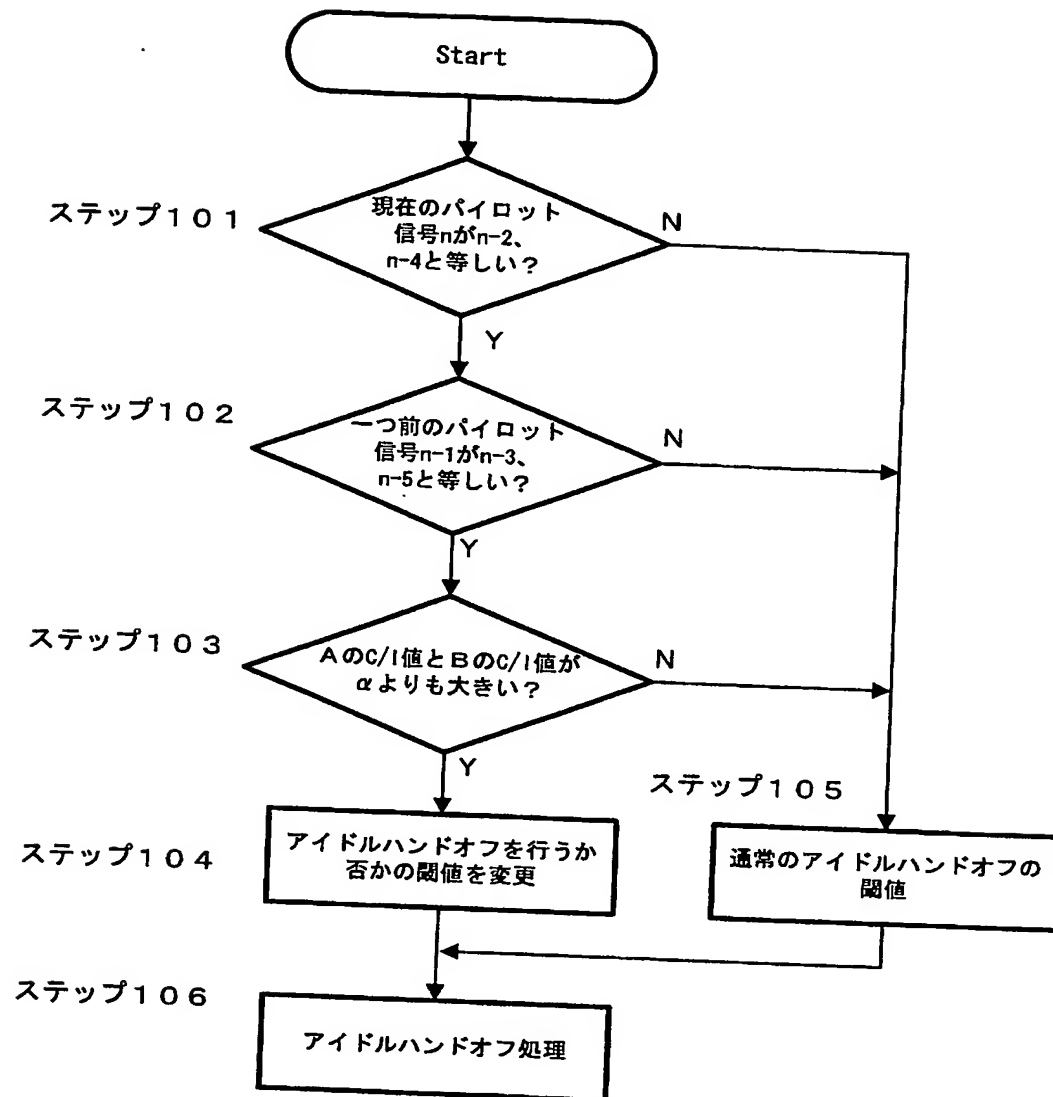 Start
ステップ101
現在のパイロット
信号nがn-2、
n-4と等しい?
N
Y
ステップ102
一つ前のパイロット
信号n-1がn-3、
n-5と等しい?
N
Y
ステップ103
AのC/I値とBのC/I値が
αよりも大きい?
N
Y
ステップ104
アイドルハンドオフを行うか
否かの閾値を変更
ステップ105
通常のアイドルハンドオフの
閾値
ステップ106
アイドルハンドオフ処理